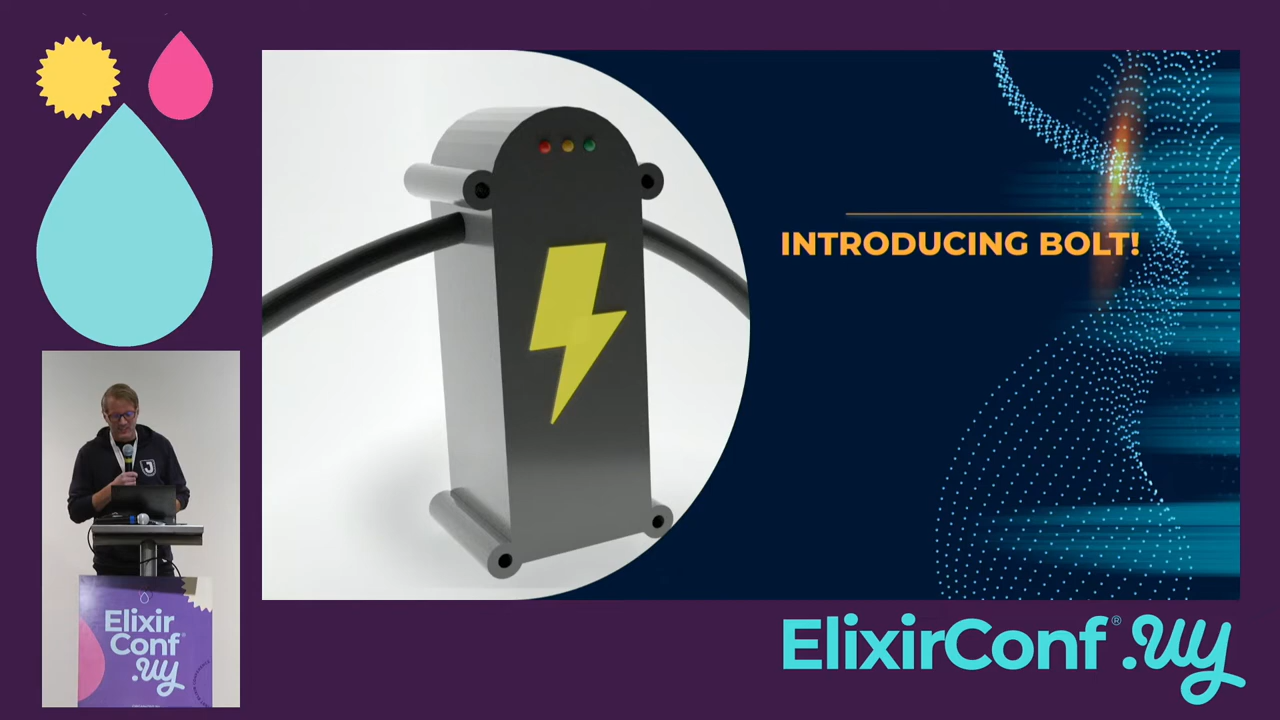 INTRODUCING BOLT!
J
Elixir
Conf®
.uy
ElixirConf® .uy